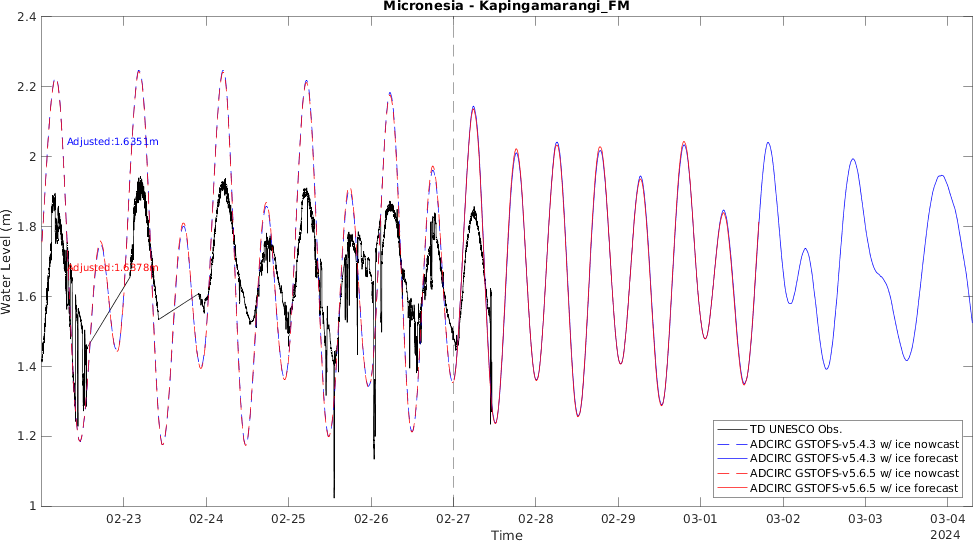 Micronesia - Kapingamarangi_FM
2.4
2.2
2
1.8
1.6
1.4
1.2
1
Water Level (m)
Adjusted:1.6351m
Adjusted:1.6378m
TD UNESCO Obs.
ADCIRC GSTOFS-v5.4.3 w/ ice nowcast
ADCIRC GSTOFS-v5.4.3 w/ ice forecast
ADCIRC GSTOFS-v5.6.5 w/ ice nowcast
ADCIRC GSTOFS-v5.6.5 w/ ice forecast
02-23 02-24 02-25 02-26 02-27 02-28 02-29 03-01 03-02 03-03 03-04
2024
Time